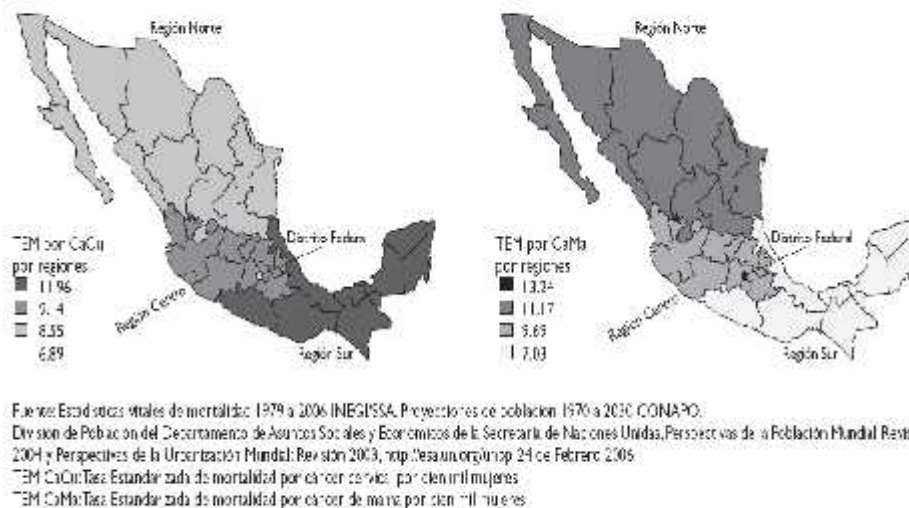 Región Norte
Distrito Federal
TEM por CaCu
por regiones
11.96
9.14
8.55
6.89
Región Centro
Región Sur
Región Norte
Distrito Federal
TEM por CaMa
por regiones
13.24
11.17
9.69
7.03
Región Centro
Región Sur
Fuente: Estadísticas vitales de mortalidad 1979 a 2006 INEGI/SSA. Proyecciones de población 1970 a 2030 CONAPO.
División de Población del Departamento de Asuntos Sociales y Económicos de la Secretaría de Naciones Unidas, Perspectivas de la Población Mundial: Revis
2004 y Perspectivas de la Urbanización Mundial: Revisión 2003, http://esa.un.org/unpp 24 de Febrero 2006
TEM CaCu: Tasa Estandarizada de mortalidad por cáncer cervical por cien mil mujeres
TEM CaMa: Tasa Estandarizada de mortalidad por cáncer de mama por cien mil mujeres